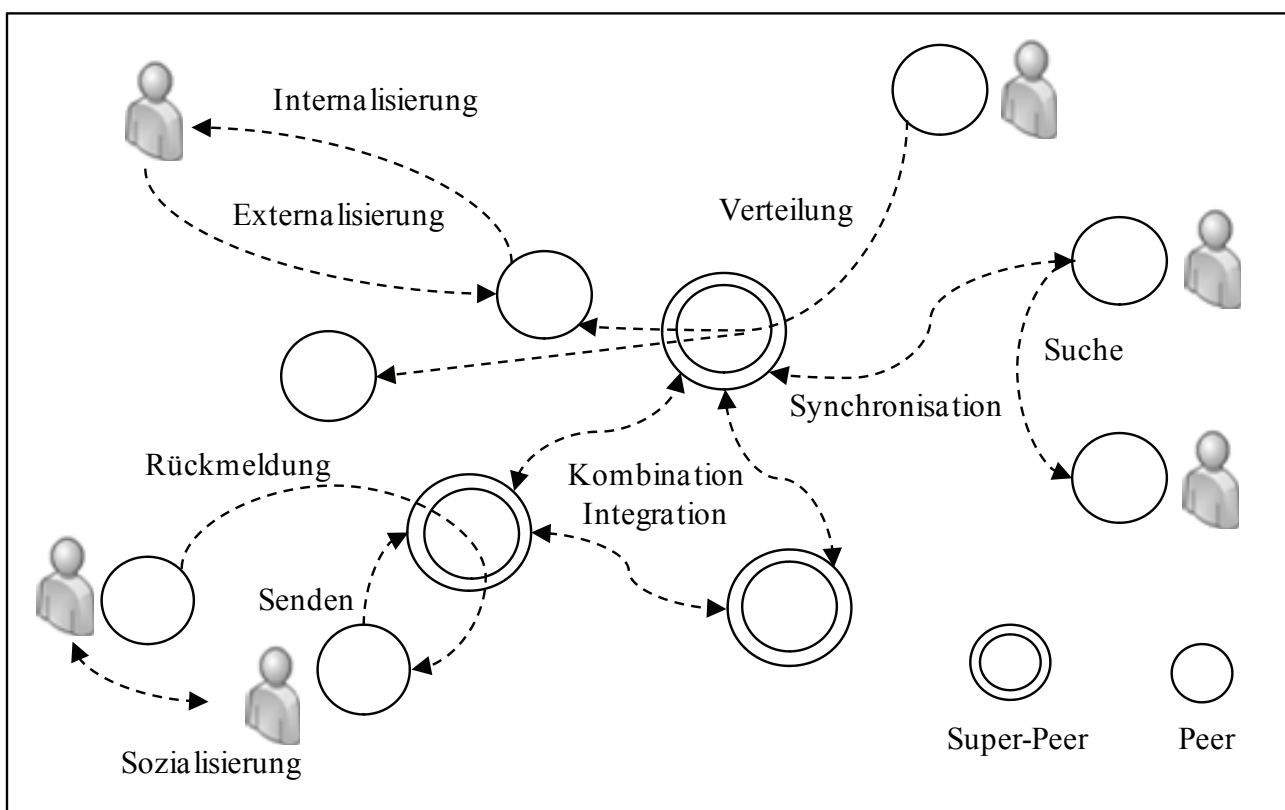 Internalisierung
Externalisierung
Verteilung
Suche
Synchronisation
Rückmeldung
Kombination
Integration
Senden
Sozialisierung
Super-Peer
Peer